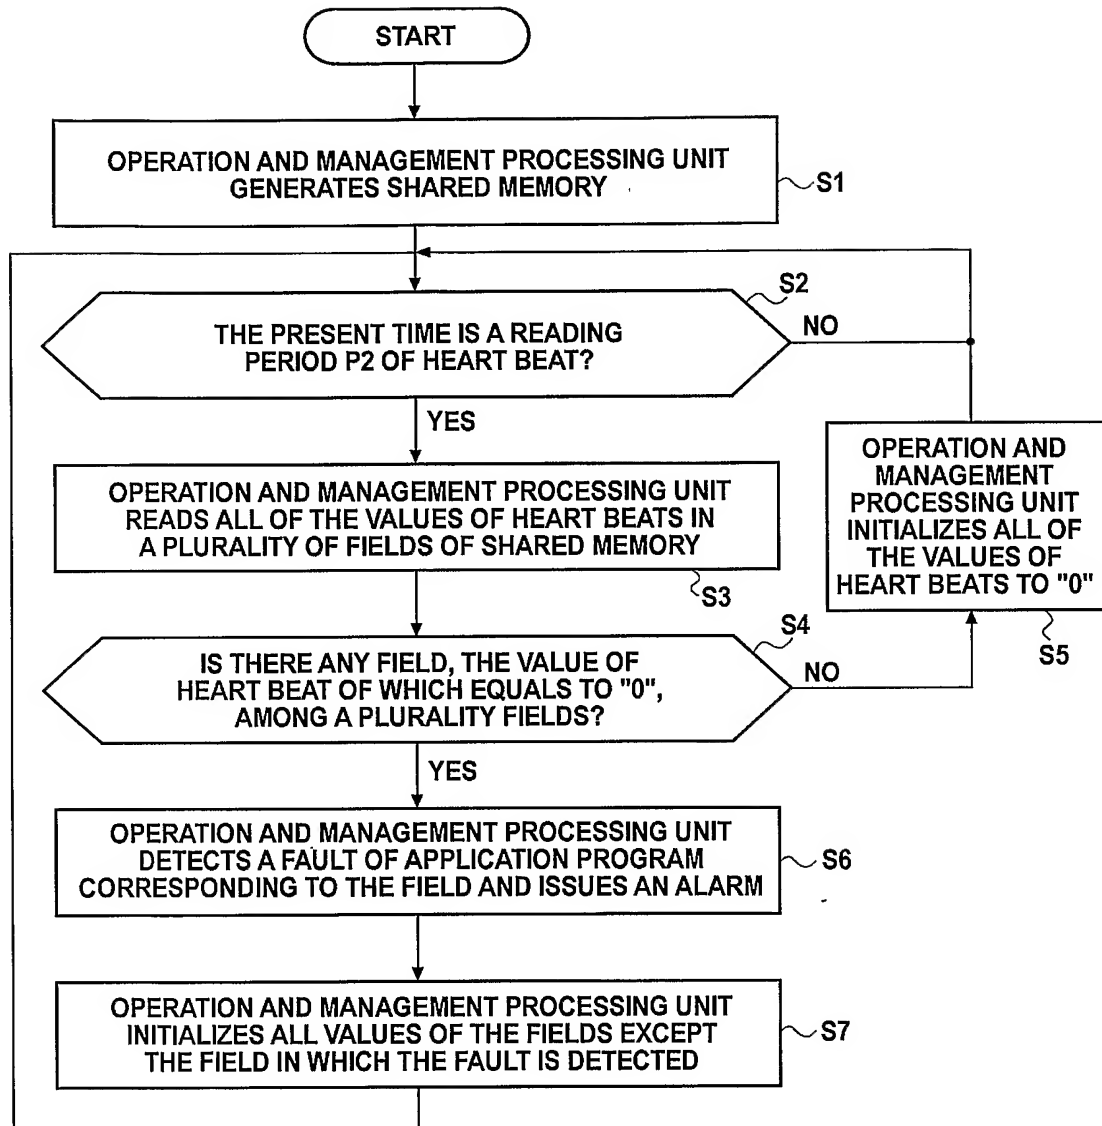 START
OPERATION AND MANAGEMENT PROCESSING UNIT
GENERATES SHARED MEMORY
S1
S2
THE PRESENT TIME IS A READING
PERIOD P2 OF HEART BEAT?
NO
YES
OPERATION AND MANAGEMENT PROCESSING UNIT
READS ALL OF THE VALUES OF HEART BEATS IN
A PLURALITY OF FIELDS OF SHARED MEMORY
S3
OPERATION AND
MANAGEMENT
PROCESSING UNIT
INITIALIZES ALL OF
THE VALUES OF
HEART BEATS TO "0"
S5
S4
IS THERE ANY FIELD, THE VALUE OF
HEART BEAT OF WHICH EQUALS TO "0",
AMONG A PLURALITY FIELDS?
NO
YES
OPERATION AND MANAGEMENT PROCESSING UNIT
DETECTS A FAULT OF APPLICATION PROGRAM
CORRESPONDING TO THE FIELD AND ISSUES AN ALARM
S6
OPERATION AND MANAGEMENT PROCESSING UNIT
INITIALIZES ALL VALUES OF THE FIELDS EXCEPT
THE FIELD IN WHICH THE FAULT IS DETECTED
S7